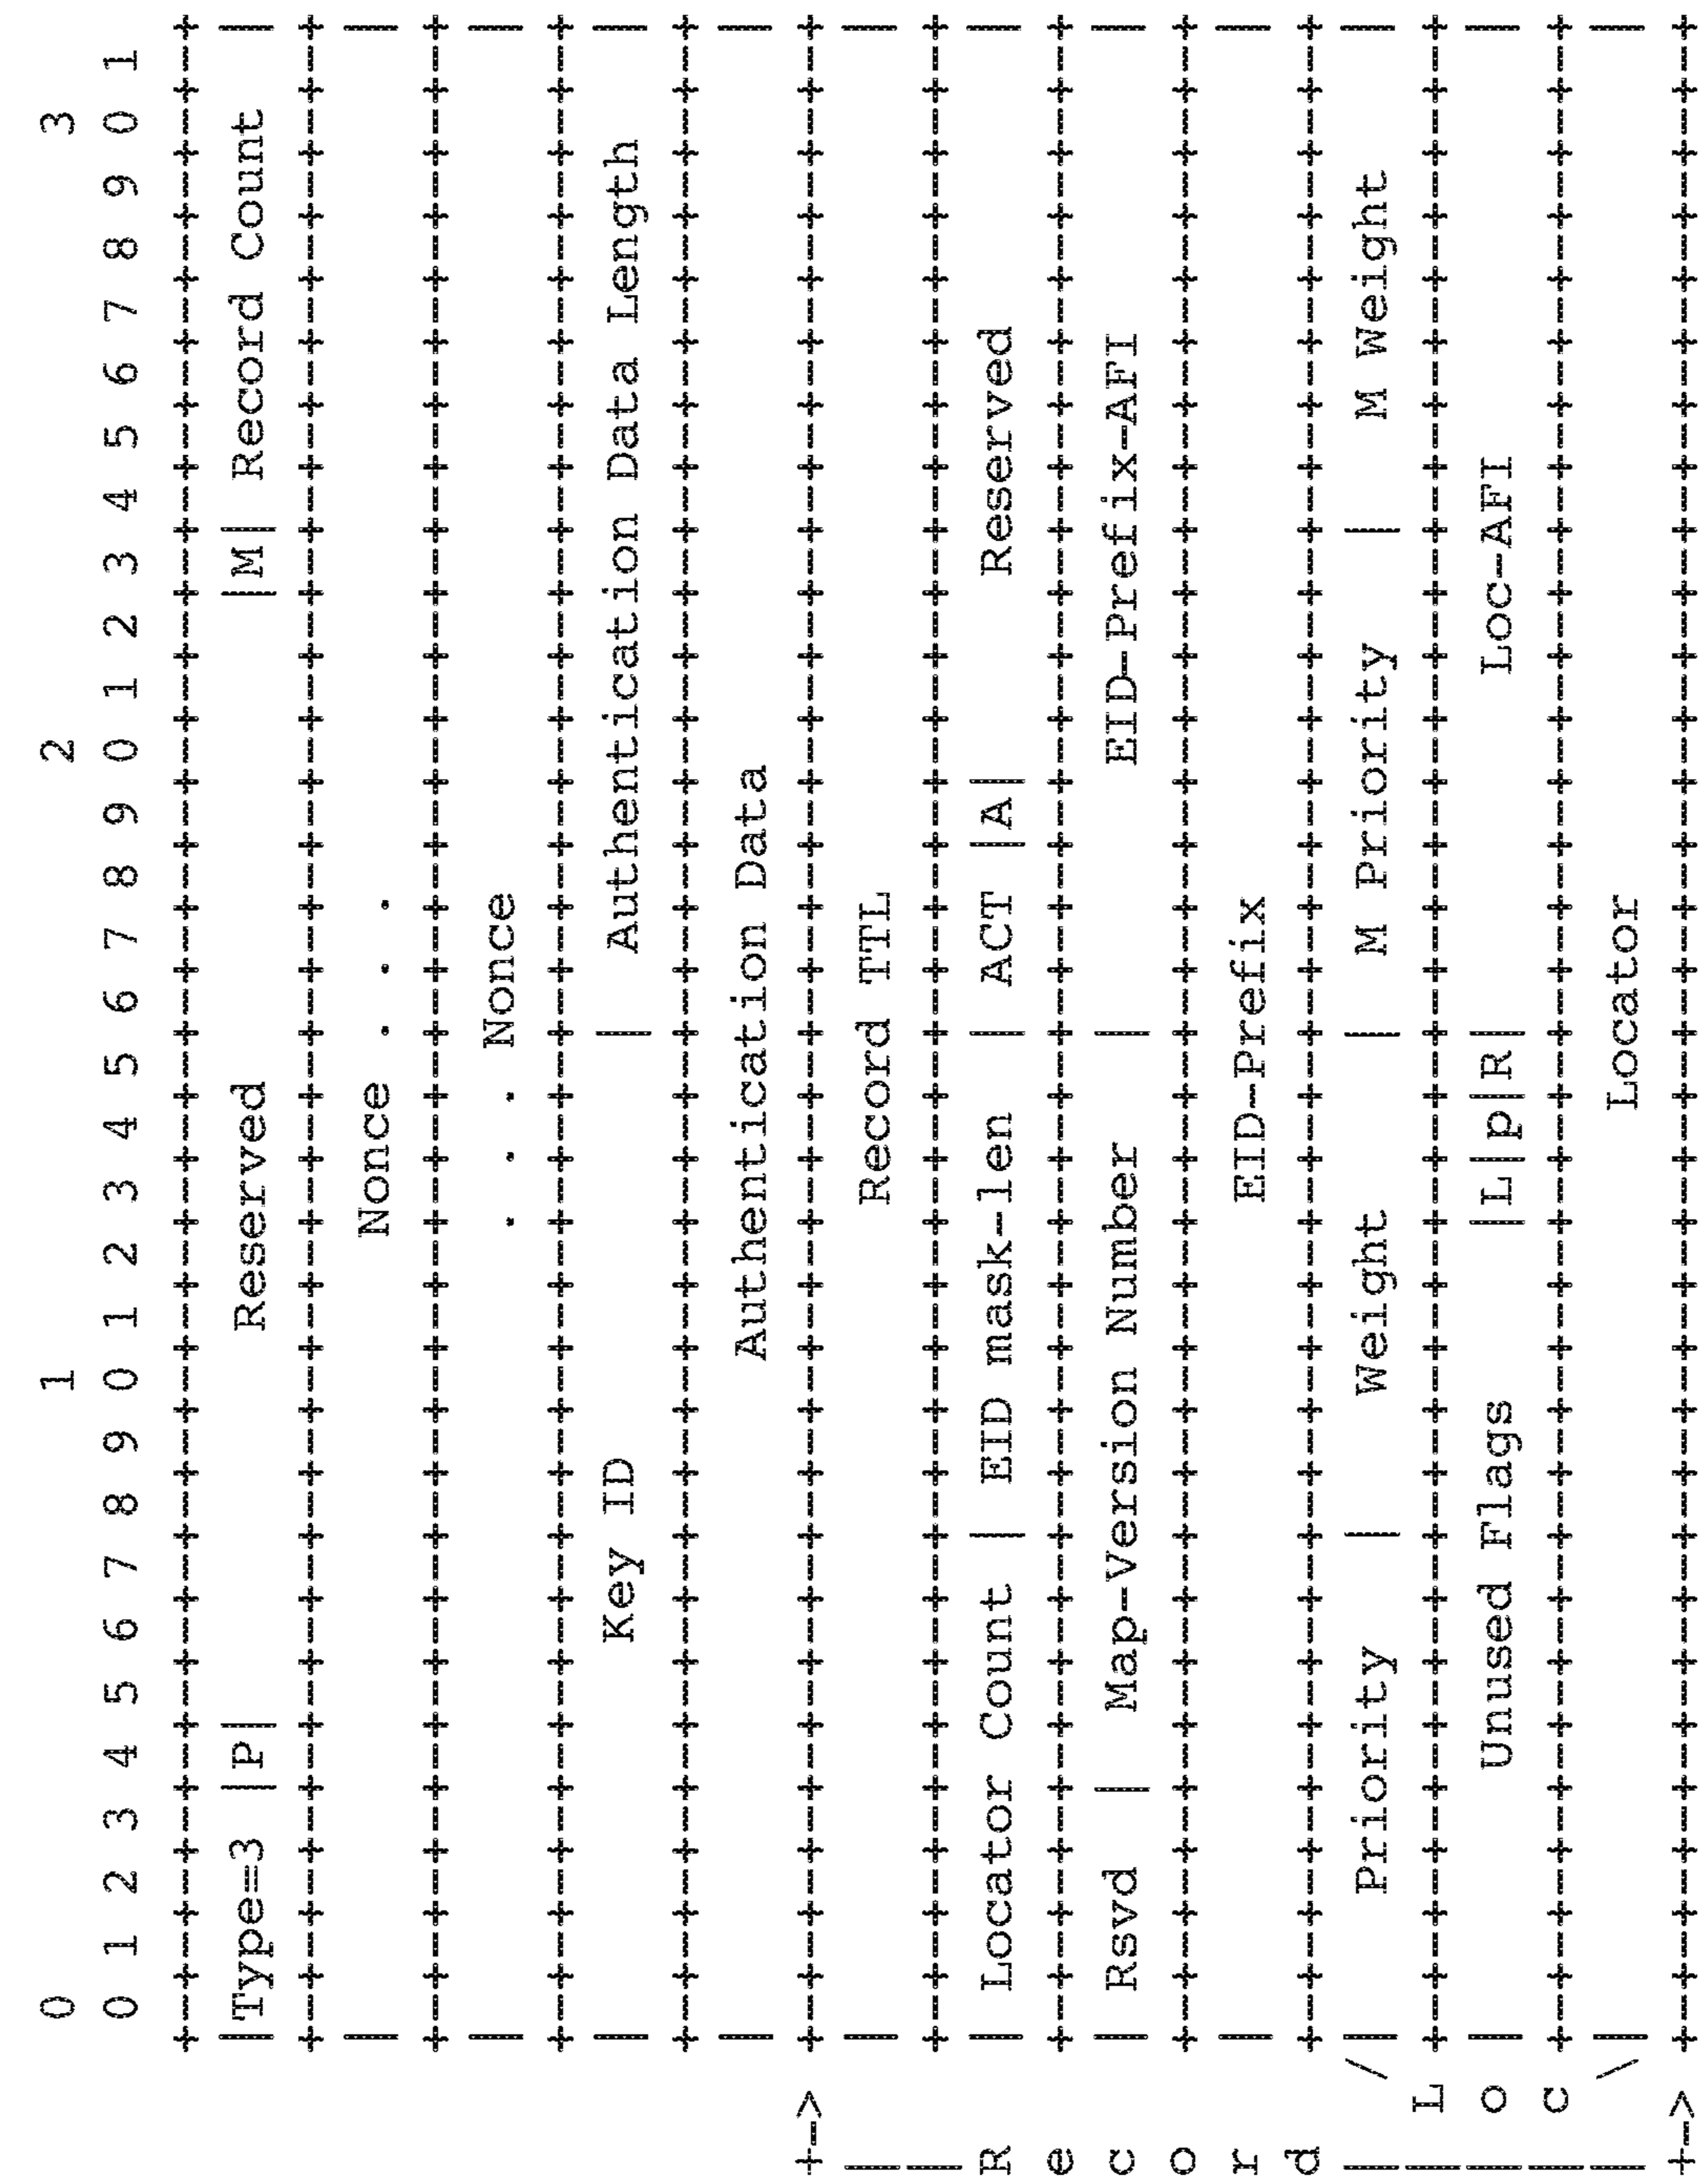 0                   1                   2                   3
     0 1 2 3 4 5 6 7 8 9 0 1 2 3 4 5 6 7 8 9 0 1 2 3 4 5 6 7 8 9 0 1
    +-+-+-+-+-+-+-+-+-+-+-+-+-+-+-+-+-+-+-+-+-+-+-+-+-+-+-+-+-+-+-+-+
    |Type=3 |P|            Reserved               |M| Record Count  |
    +-+-+-+-+-+-+-+-+-+-+-+-+-+-+-+-+-+-+-+-+-+-+-+-+-+-+-+-+-+-+-+-+
    |                         Nonce . . .                           |
    +-+-+-+-+-+-+-+-+-+-+-+-+-+-+-+-+-+-+-+-+-+-+-+-+-+-+-+-+-+-+-+-+
    |                         . . . Nonce                           |
    +-+-+-+-+-+-+-+-+-+-+-+-+-+-+-+-+-+-+-+-+-+-+-+-+-+-+-+-+-+-+-+-+
    |            Key ID             |  Authentication Data Length   |
    +-+-+-+-+-+-+-+-+-+-+-+-+-+-+-+-+-+-+-+-+-+-+-+-+-+-+-+-+-+-+-+-+
    |                     Authentication Data                       |
+-> +-+-+-+-+-+-+-+-+-+-+-+-+-+-+-+-+-+-+-+-+-+-+-+-+-+-+-+-+-+-+-+-+
|   |                          Record TTL                           |
|   +-+-+-+-+-+-+-+-+-+-+-+-+-+-+-+-+-+-+-+-+-+-+-+-+-+-+-+-+-+-+-+-+
R   | Locator Count | EID mask-len  | ACT |A|      Reserved         |
e   +-+-+-+-+-+-+-+-+-+-+-+-+-+-+-+-+-+-+-+-+-+-+-+-+-+-+-+-+-+-+-+-+
c   | Rsvd  |  Map-Version Number   |        EID-Prefix-AFI         |
o   +-+-+-+-+-+-+-+-+-+-+-+-+-+-+-+-+-+-+-+-+-+-+-+-+-+-+-+-+-+-+-+-+
r   |                          EID-Prefix                           |
d   +-+-+-+-+-+-+-+-+-+-+-+-+-+-+-+-+-+-+-+-+-+-+-+-+-+-+-+-+-+-+-+-+
|  /|    Priority   |    Weight     |  M Priority   |   M Weight    |
| L +-+-+-+-+-+-+-+-+-+-+-+-+-+-+-+-+-+-+-+-+-+-+-+-+-+-+-+-+-+-+-+-+
| o |        Unused Flags     |L|p|R|           Loc-AFI             |
| c +-+-+-+-+-+-+-+-+-+-+-+-+-+-+-+-+-+-+-+-+-+-+-+-+-+-+-+-+-+-+-+-+
|  \|                             Locator                           |
+-> +-+-+-+-+-+-+-+-+-+-+-+-+-+-+-+-+-+-+-+-+-+-+-+-+-+-+-+-+-+-+-+-+